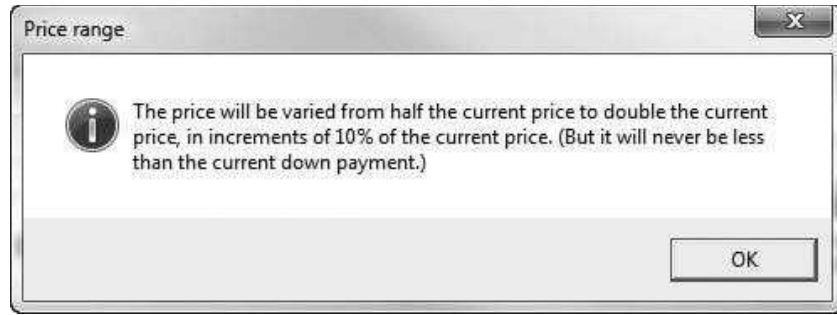 Price range
The price will be varied from half the current price to double the current
price, in increments of 10% of the current price. (But it will never be less
than the current down payment.)
OK